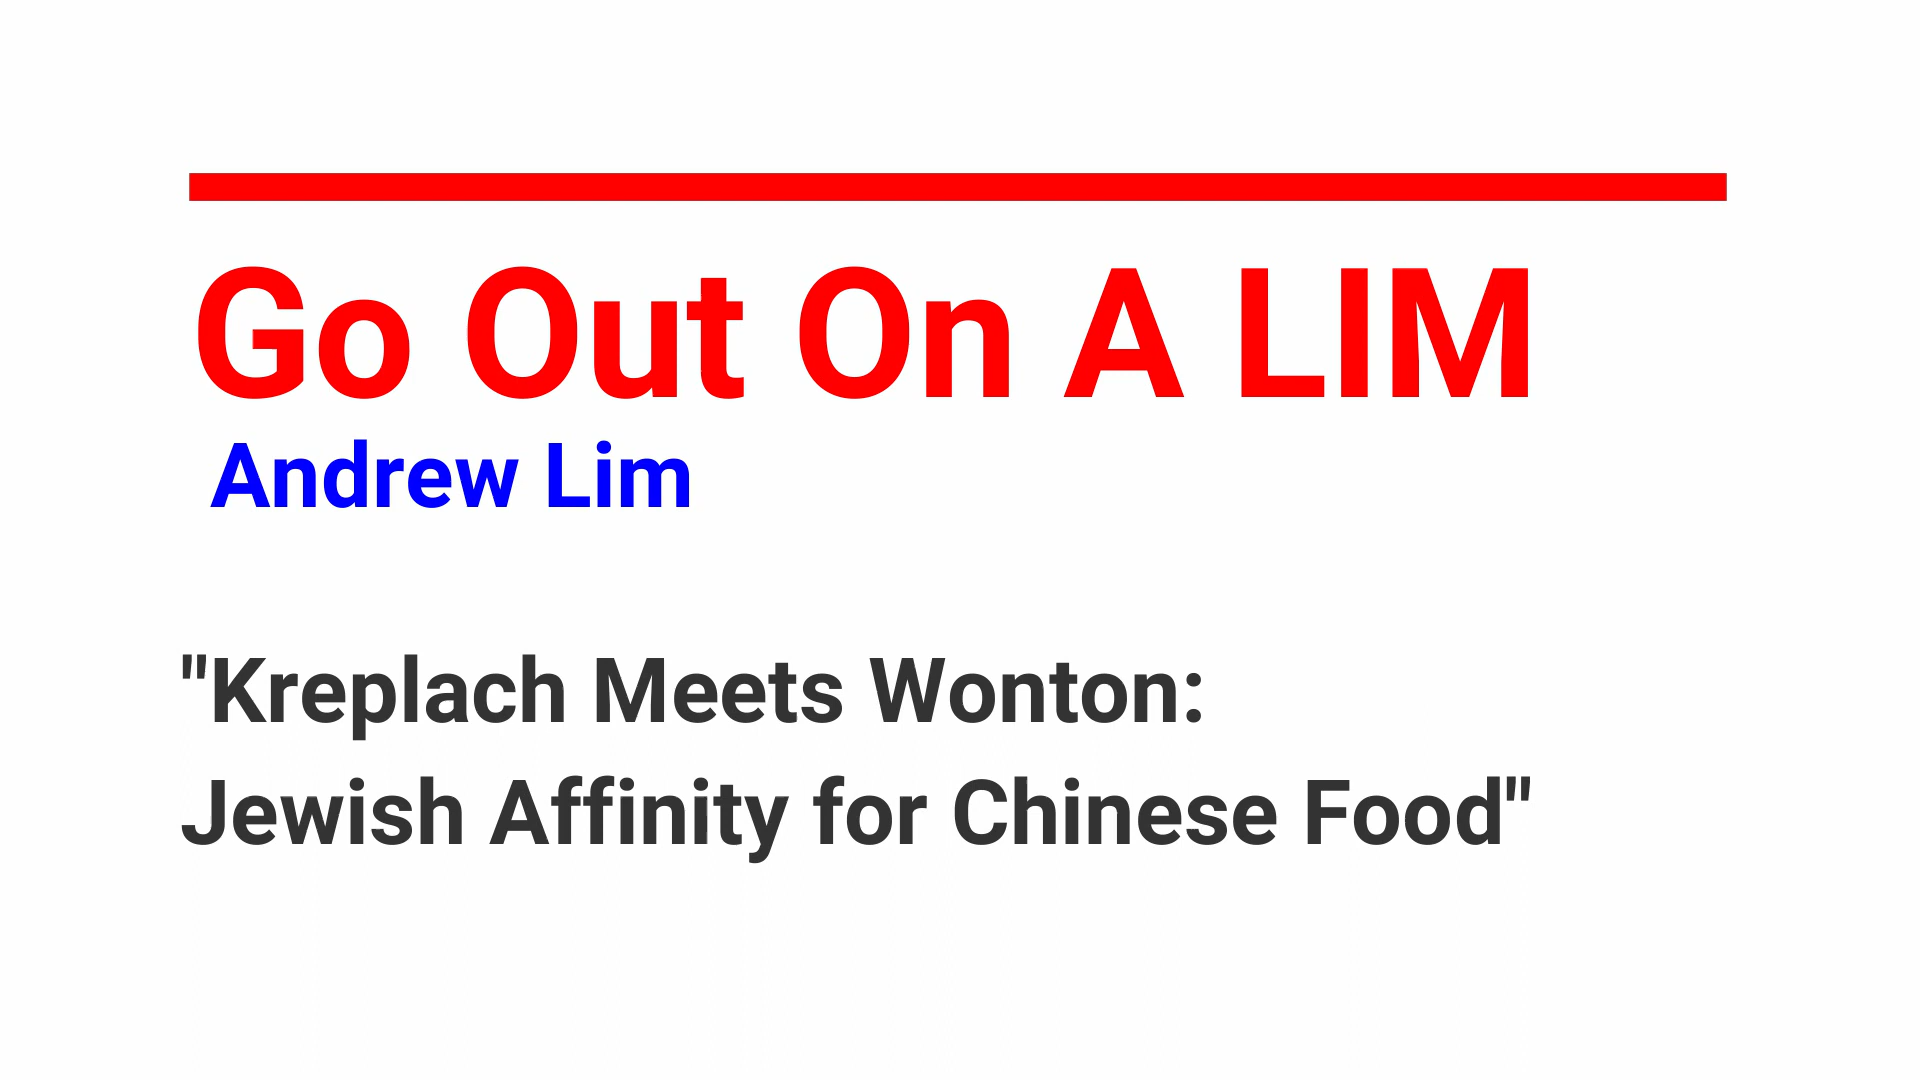 Go Out On A LIM
Andrew Lim
"Kreplach Meets Wonton:
Jewish Affinity for Chinese Food"